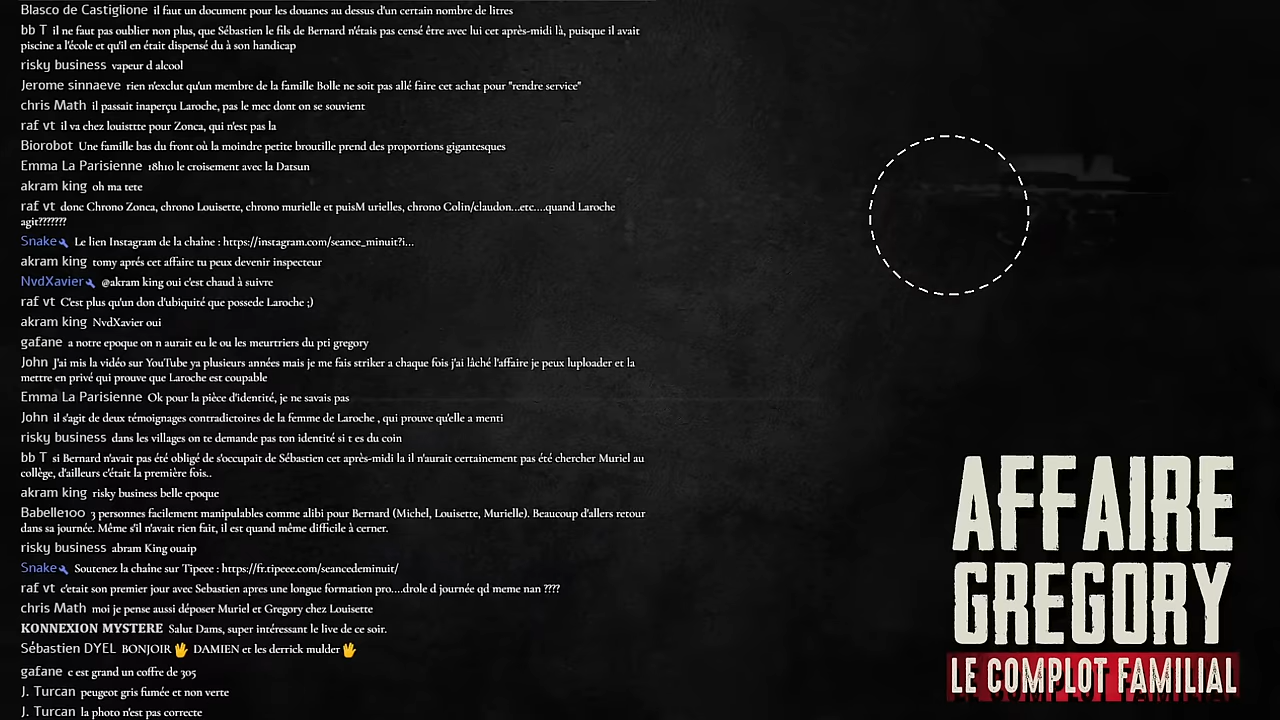 Blasco de Castiglione il faut un document pour les douanes au dessus d'un certain nombre de litres
bb T il ne faut pas oublier non plus, que Sébastien le fils de Bernard n'étais pas censé être avec lui cet après-midi là, puisque il avait
piscine a l'école et qu'il en était dispensé du à son handicap
risky business vapeur d alcool
Jerome sinnaeve rien n'exclut qu'un membre de la famille Bolle ne soit pas allé faire cet achat pour "rendre service"
chris Math il passait inaperçu Laroche, pas le mec dont on se souvient
raf vt il va chez louisttte pour Zonca, qui n'est pas la
Biorobot Une famille bas du front où la moindre petite broutille prend des proportions gigantesques
Emma La Parisienne 18h10 le croisement avec la Datsun
akram king oh ma tete
raf vt donc Chrono Zonca, chrono Louisette, chrono murielle et puisM urielles, chrono Colin/claudon...etc....quand Laroche
agit???????
Snake Le lien Instagram de la chaîne : https://instagram.com/seance_minuit?i...
akram king tomy aprés cet affaire tu peux devenir inspecteur
NvdXavier @akram king oui c'est chaud à suivre
raf vt C'est plus qu'un don d'ubiquité que possede Laroche ;)
akram king NvdXavier oui
gafane a notre epoque on n aurait eu le ou les meurtriers du pti gregory
John J'ai mis la vidéo sur YouTube ya plusieurs années mais je me fais striker a chaque fois j'ai lâché l'affaire je peux luploader et la
mettre en privé qui prouve que Laroche est coupable
Emma La Parisienne Ok pour la pièce d'identité, je ne savais pas
John il s'agit de deux témoignages contradictoires de la femme de Laroche , qui prouve qu'elle a menti
risky business dans les villages on te demande pas ton identité si t es du coin
bb T si Bernard n'avait pas été obligé de s'occupait de Sébastien cet après-midi la il n'aurait certainement pas été chercher Muriel au
collège, d'ailleurs c'était la première fois..
akram king risky business belle epoque
Babelle100 3 personnes facilement manipulables comme alibi pour Bernard (Michel, Louisette, Murielle). Beaucoup d'allers retour
dans sa journée. Même s'il n'avait rien fait, il est quand même difficile à cerner.
risky business abram King ouaip
Snake Soutenez la chaîne sur Tipeee : https://fr.tipeee.com/seancedeminuit/
raf vt c'etait son premier jour avec Sebastien apres une longue formation pro....drole d journée qd meme nan ????
chris Math moi je pense aussi déposer Muriel et Gregory chez Louisette
KONNEXION MYSTERE Salut Dams, super intéressant le live de ce soir.
Sébastien DYEL BONJOIR🖖 DAMIEN et les derrick mulder🖖
gafane c est grand un coffre de 305
J. Turcan peugeot gris fumée et non verte
J. Turcan la photo n'est pas correcte
AFFAIRE
GREGORY
LE COMPLOT FAMILIAL